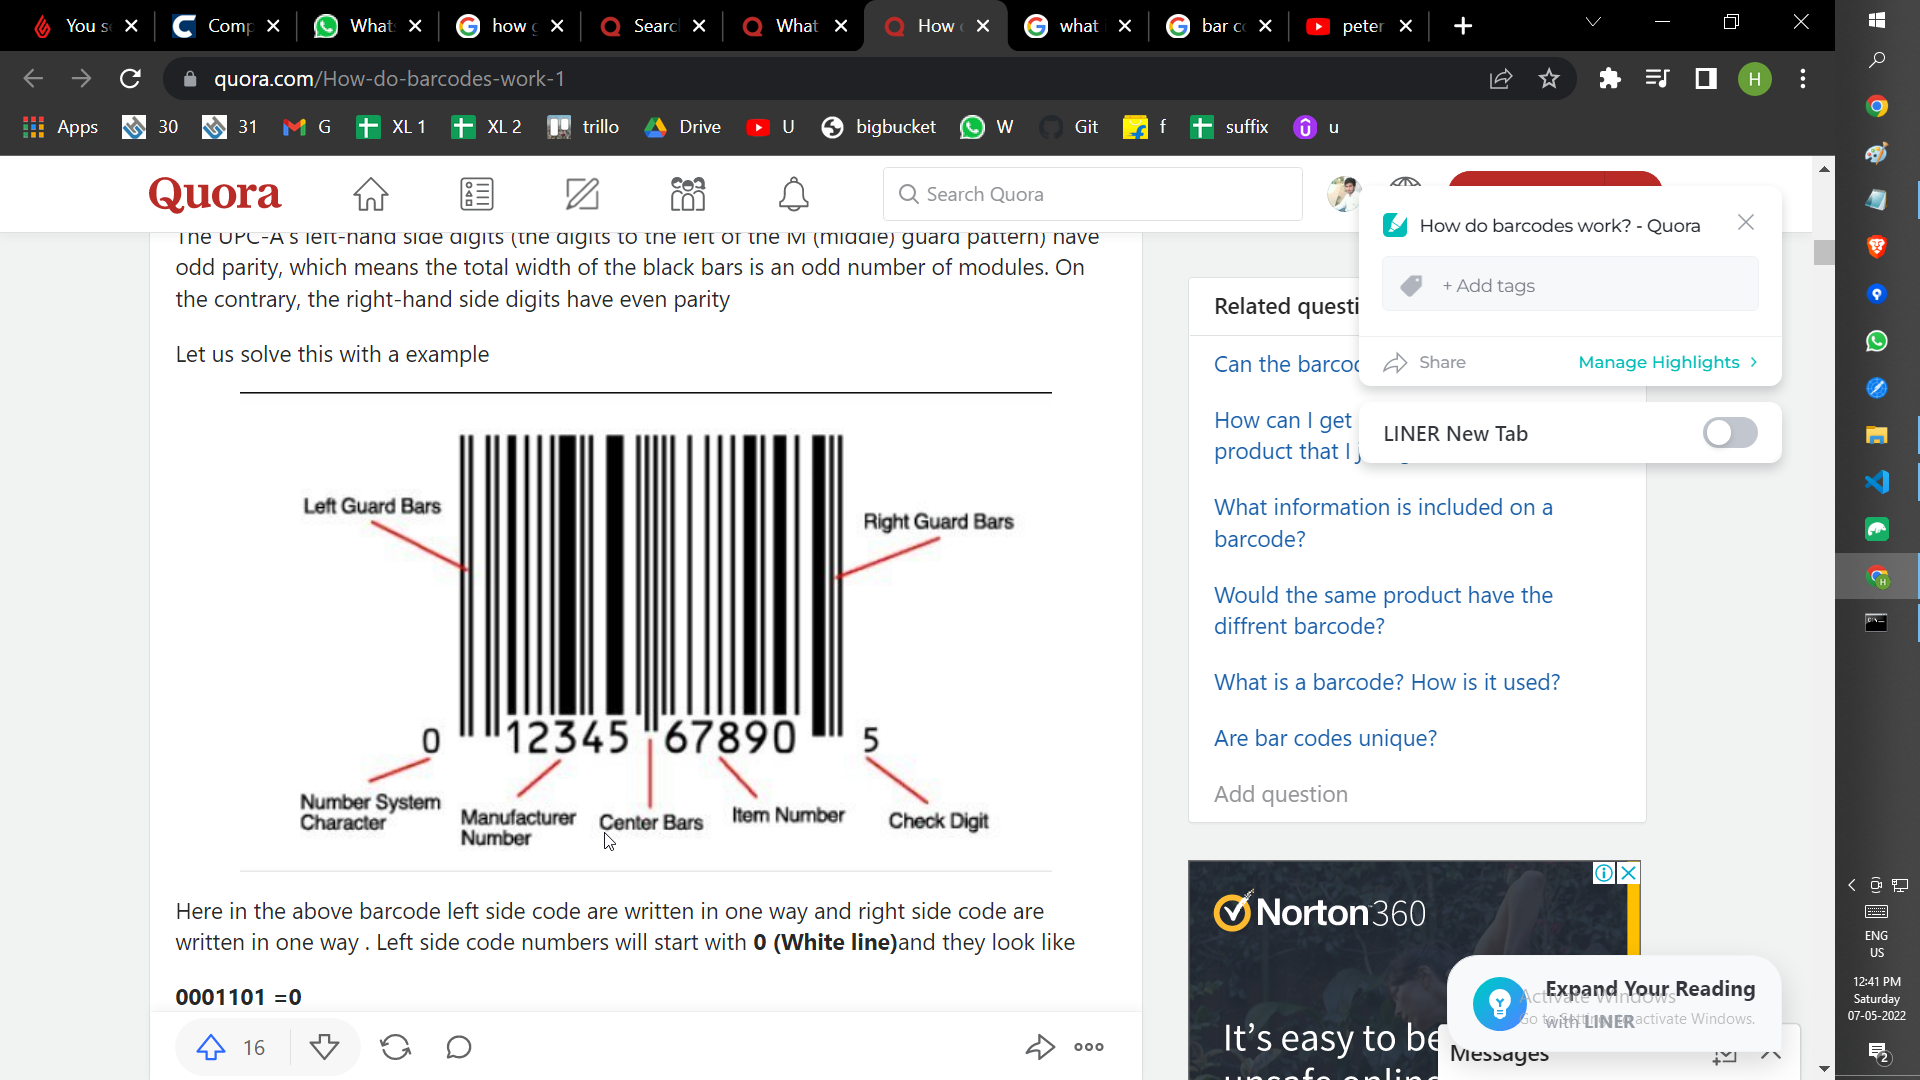 You s
Comp
Whats
how g
Search
What
How
what
bar co
peter
quora.com/How-do-barcodes-work-1
H
Apps
30
31
G
XL 1
XL 2
trillo
Drive
U
bigbucket
W
Git
f
suffix
u
Quora
Search Quora
The UPC-A's left-hand side digits (the digits to the left of the M (middle) guard pattern) have
odd parity, which means the total width of the black bars is an odd number of modules. On
the contrary, the right-hand side digits have even parity
Let us solve this with a example
Left Guard Bars
Right Guard Bars
0 12345 67890 5
Number System
Character
Manufacturer
Number
Center Bars
Item Number
Check Digit
Here in the above barcode left side code are written in one way and right side code are
written in one way . Left side code numbers will start with 0 (White line)and they look like
0001101 =0
16
How do barcodes work? - Quora
+ Add tags
Share
Manage Highlights
LINER New Tab
Related questi
Can the barcod
How can I get
product that I j
What information is included on a
barcode?
Would the same product have the
diffrent barcode?
What is a barcode? How is it used?
Are bar codes unique?
Add question
Norton 360
It's easy to be
unsafe online
Expand Your Reading
with LINER
Activate Windows
Go to Settings to activate Windows.
Messages
ENG
US
12:41 PM
Saturday
07-05-2022
2